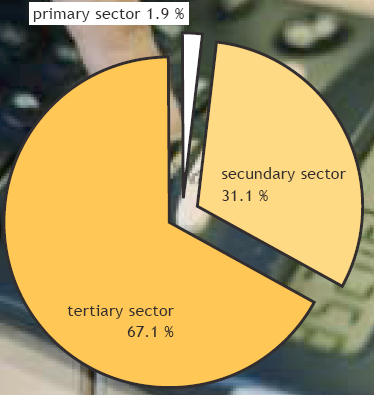 primary sector 1.9 %
secundary sector
31.1 %
tertiary sector
67.1 %